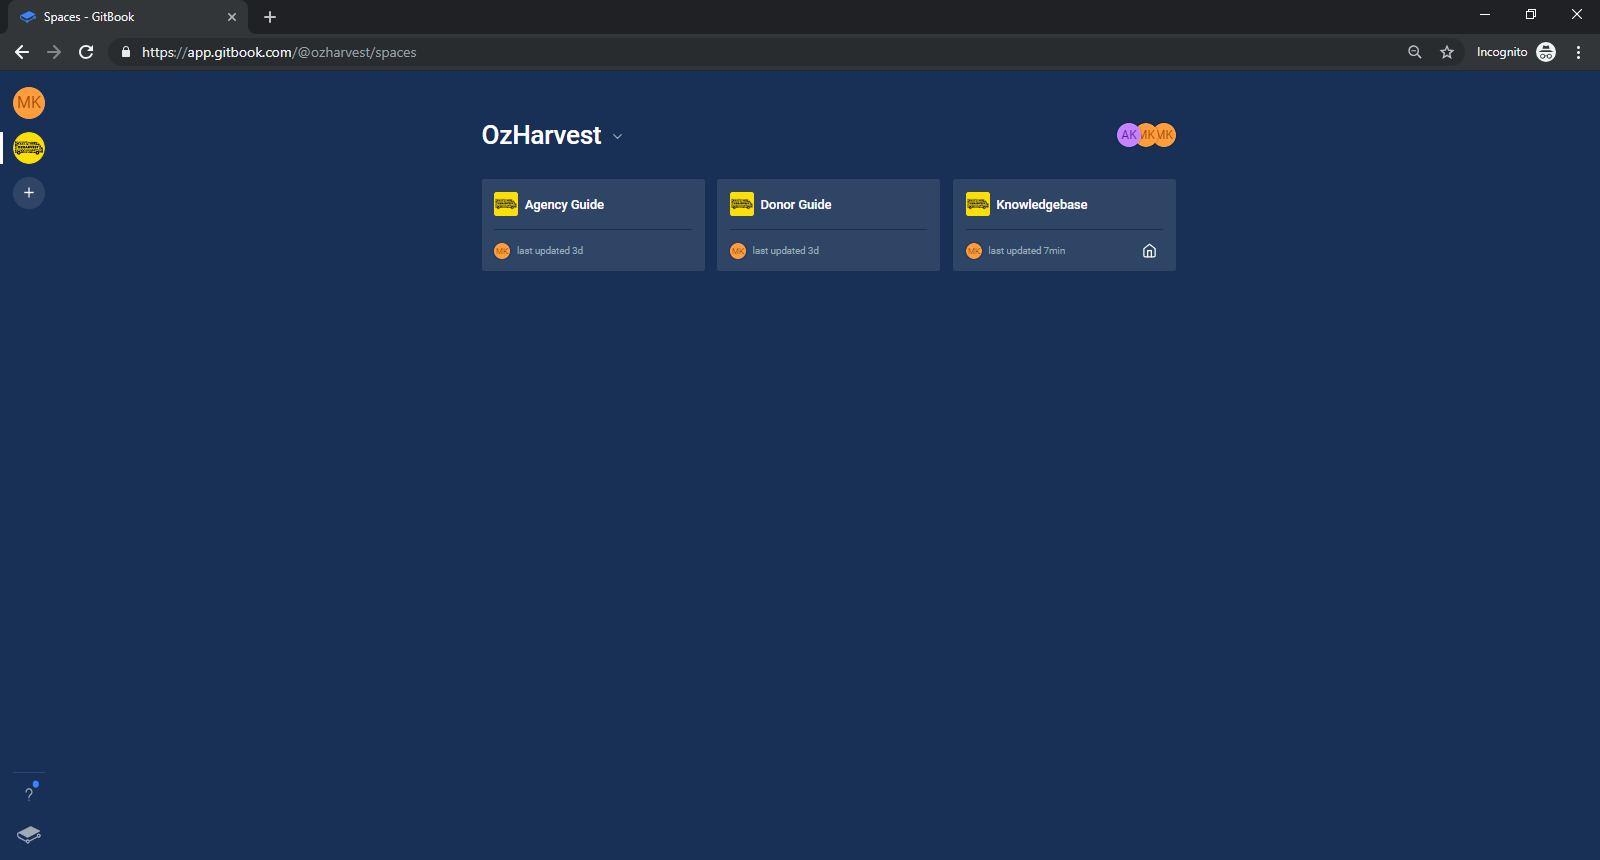 Spaces - GitBook
https://app.gitbook.com/@ozharvest/spaces
Incognito
MK
OzHarvest
AK MK MK
Agency Guide
MK last updated 3d
Donor Guide
MK last updated 3d
Knowledgebase
MK last updated 7min
?